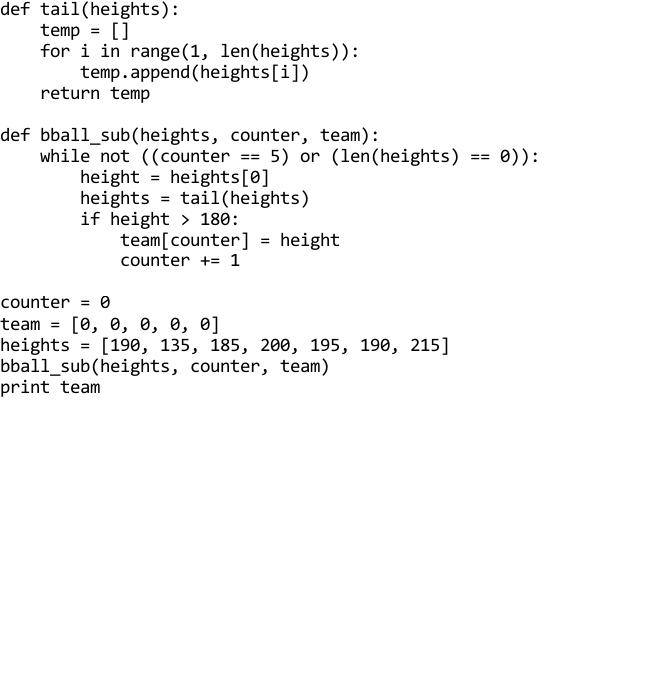 def tail(heights):
    temp = []
    for i in range(1, len(heights)):
        temp.append(heights[i])
    return temp

def bball_sub(heights, counter, team):
    while not ((counter == 5) or (len(heights) == 0)):
        height = heights[0]
        heights = tail(heights)
        if height > 180:
            team[counter] = height
            counter += 1

counter = 0
team = [0, 0, 0, 0, 0]
heights = [190, 135, 185, 200, 195, 190, 215]
bball_sub(heights, counter, team)
print team